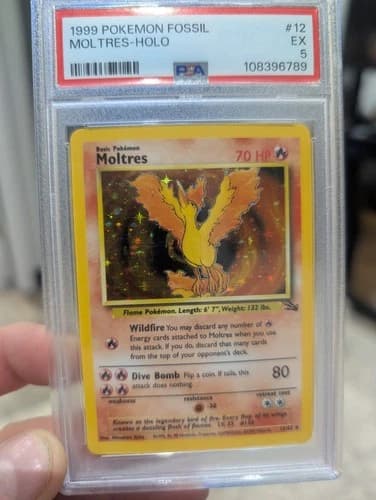 1999 POKEMON FOSSIL #12
MOLTRES-HOLO EX
5
PSA 108396789
Basic Pokémon
Moltres 70 HP
Flame Pokémon. Length: 6' 7", Weight: 132 lbs.
Wildfire You may discard any number of
Energy cards attached to Moltres when you use
this attack. If you do, discard that many cards
from the top of your opponent's deck.
Dive Bomb Flip a coin. If tails, this 80
attack does nothing.
weakness resistance retreat cost
-30
Known as the legendary bird of fire. Every flap of its wings
creates a dazzling flash of flames. LV. 35 #146
12/62